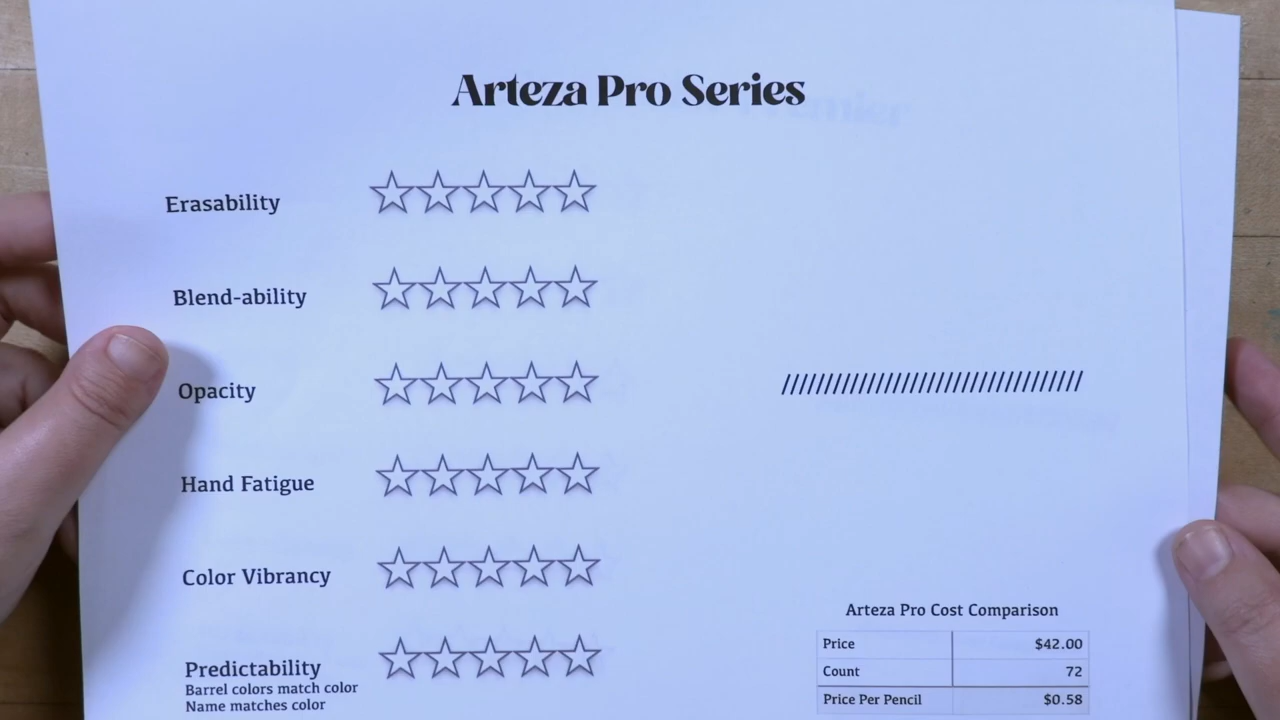 Arteza Pro Series
Erasability
Blend-ability
Opacity
Hand Fatigue
Color Vibrancy
Predictability
Barrel colors match color
Name matches color
Arteza Pro Cost Comparison
Price $42.00
Count 72
Price Per Pencil $0.58